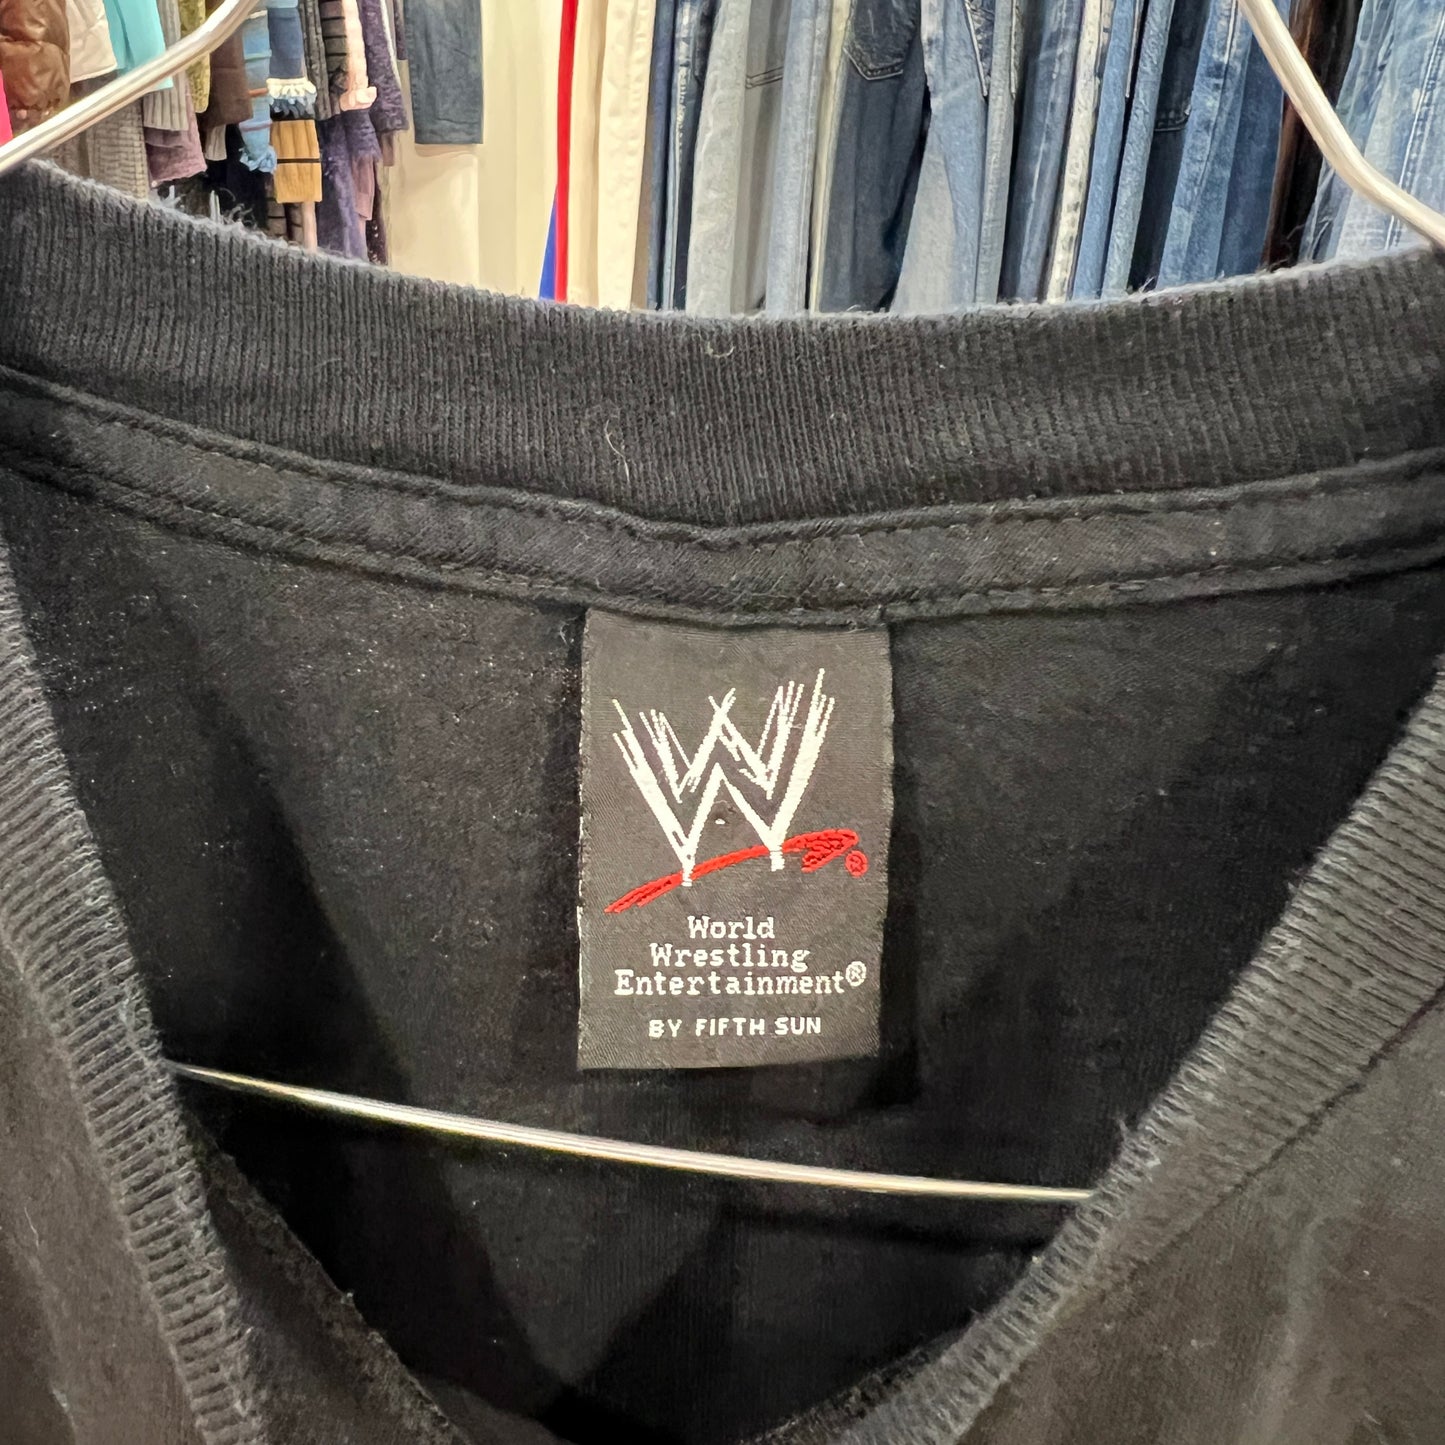 W
®
World
Wrestling
Entertainment®
BY FIFTH SUN